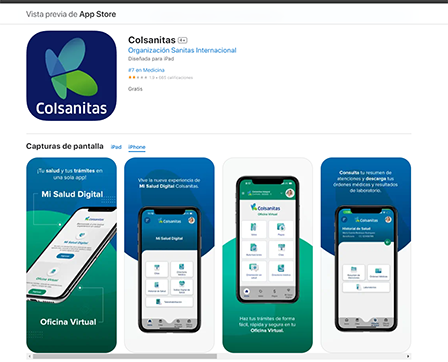 Vista previa de App Store
Colsanitas
Colsanitas 4+
Organización Sanitas Internacional
Diseñada para iPad
#7 en Medicina
Gratis
Capturas de pantalla
iPad
iPhone
¡Tu salud y tus trámites en
una sola app!
Mi Salud Digital
Colsanitas
Mi Salud Digital
Oficina Virtual
Oficina Virtual
Vive la nueva experiencia de
Mi Salud Digital Colsanitas.
Colsanitas
Mi Salud Digital
Colsanitas
Oficina Virtual
Haz tus trámites de forma
fácil, rápida y segura en tu
Oficina Virtual.
Consulta tu resumen de
atenciones y descarga tus
órdenes médicas y resultados
de laboratorio.
Colsanitas
Historial de Salud